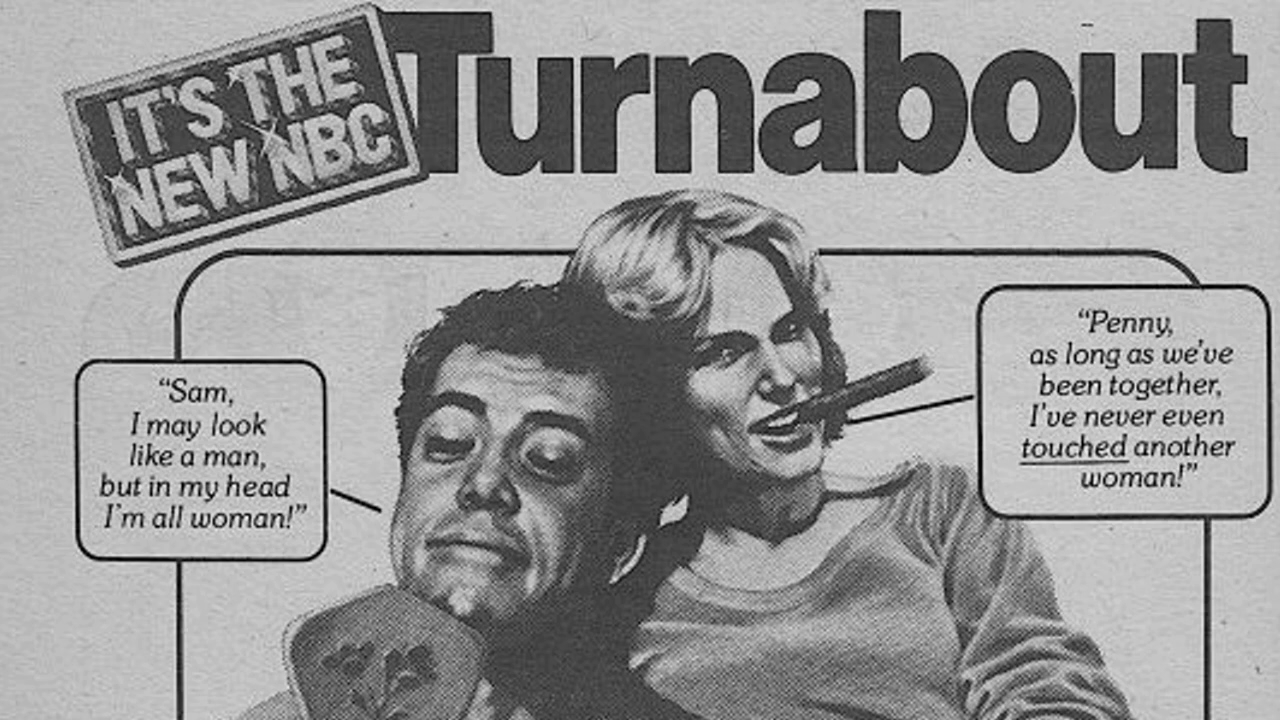 IT'S THE
NEW NBC
Turnabout
“Sam,
I may look
like a man,
but in my head
I'm all woman!”
“Penny,
as long as we've
been together,
I've never even
touched another
woman!”